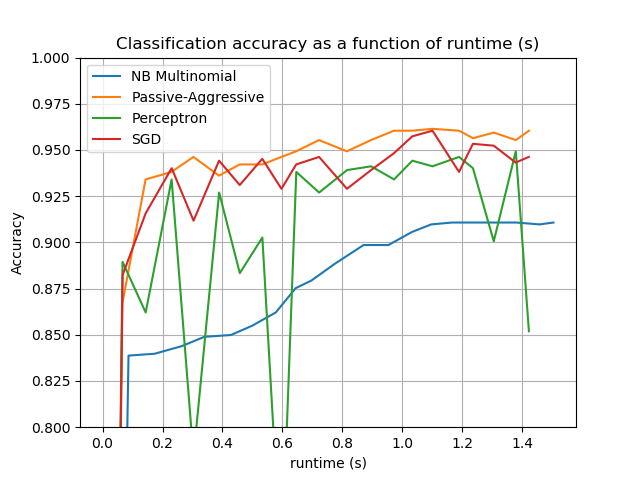 Classification accuracy as a function of runtime (s)
NB Multinomial
Passive-Aggressive
Perceptron
SGD
1.000
0.975
0.950
0.925
0.900
0.875
0.850
0.825
0.800
Accuracy
0.0 0.2 0.4 0.6 0.8 1.0 1.2 1.4
runtime (s)